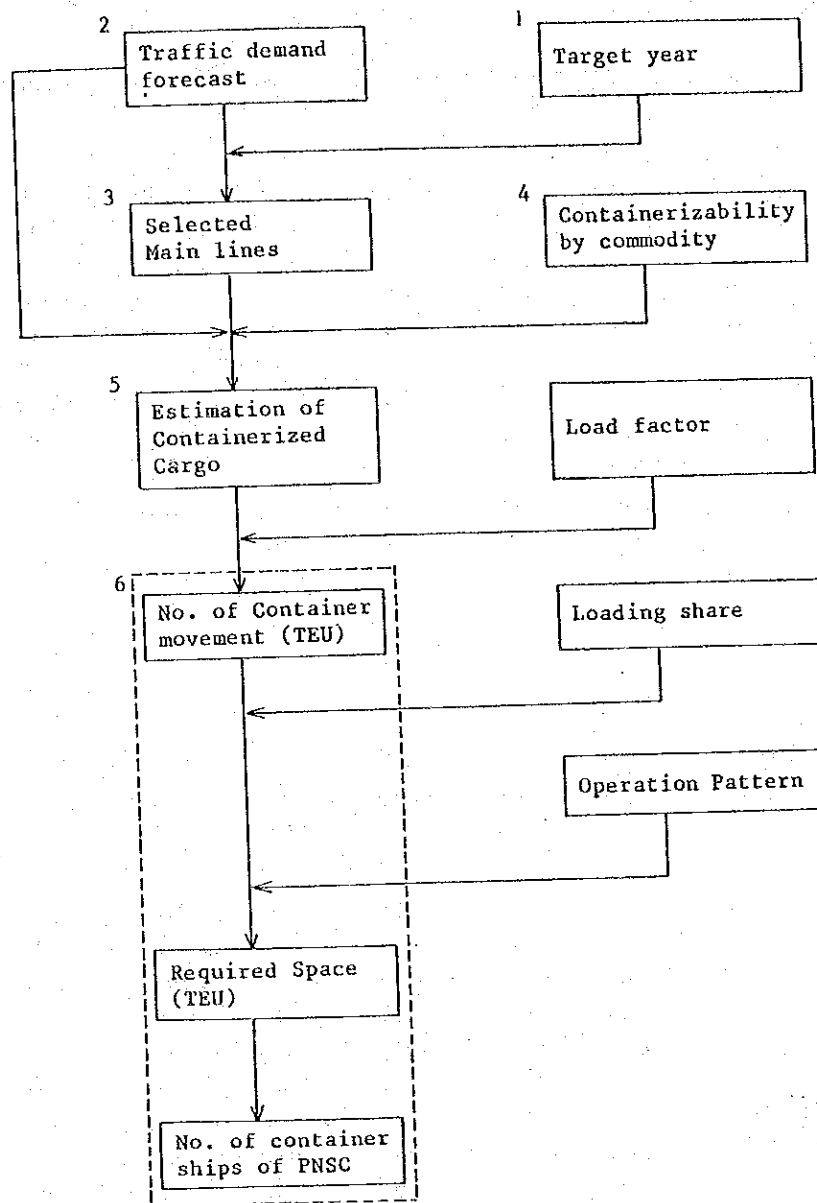 2
Traffic demand
forecast
1
Target year
3
Selected
Main lines
4
Containerizability
by commodity
5
Estimation of
Containerized
Cargo
Load factor
6
No. of Container
movement (TEU)
Loading share
Operation Pattern
Required Space
(TEU)
No. of container
ships of PNSC